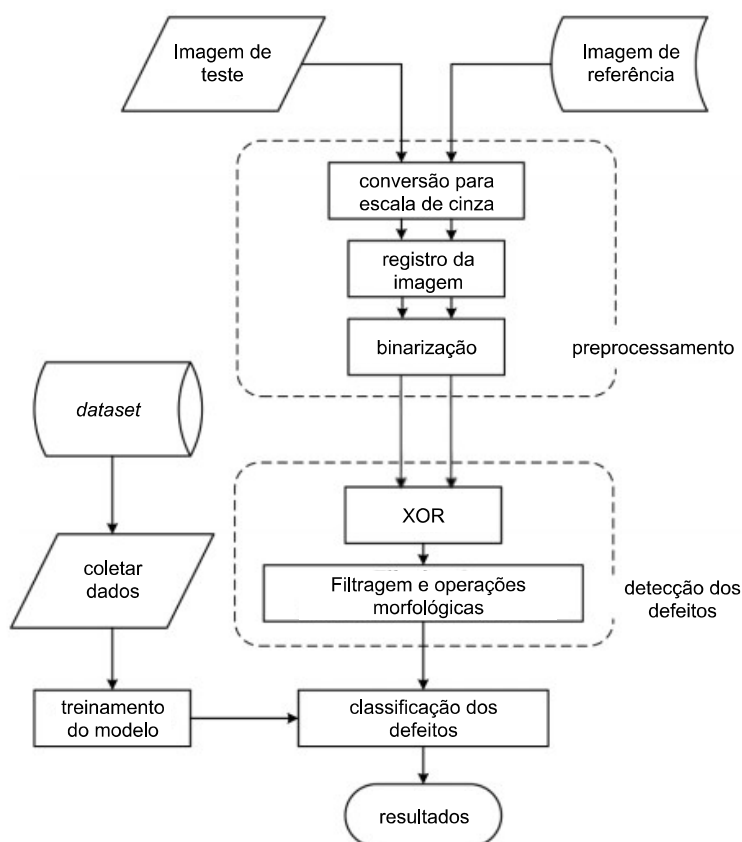 Imagem de
teste
Imagem de
referência
conversão para
escala de cinza
registro da
imagem
binarização
preprocessamento
dataset
XOR
coletar
dados
Filtragem e operações
morfológicas
detecção dos
defeitos
treinamento
do modelo
classificação dos
defeitos
resultados